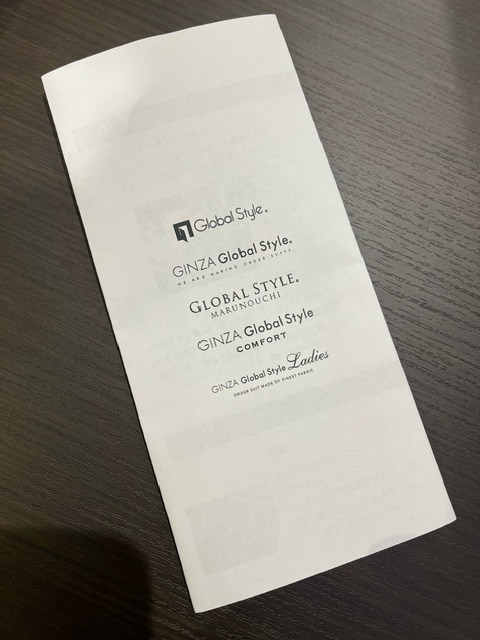 Global Style®
GINZA Global Style®
WE ARE MAKING ORDER SUITS
GLOBAL STYLE®
MARUNOUCHI
GINZA Global Style
COMFORT
GINZA Global Style Ladies
ORDER SUIT MADE OF FINEST FABRIC